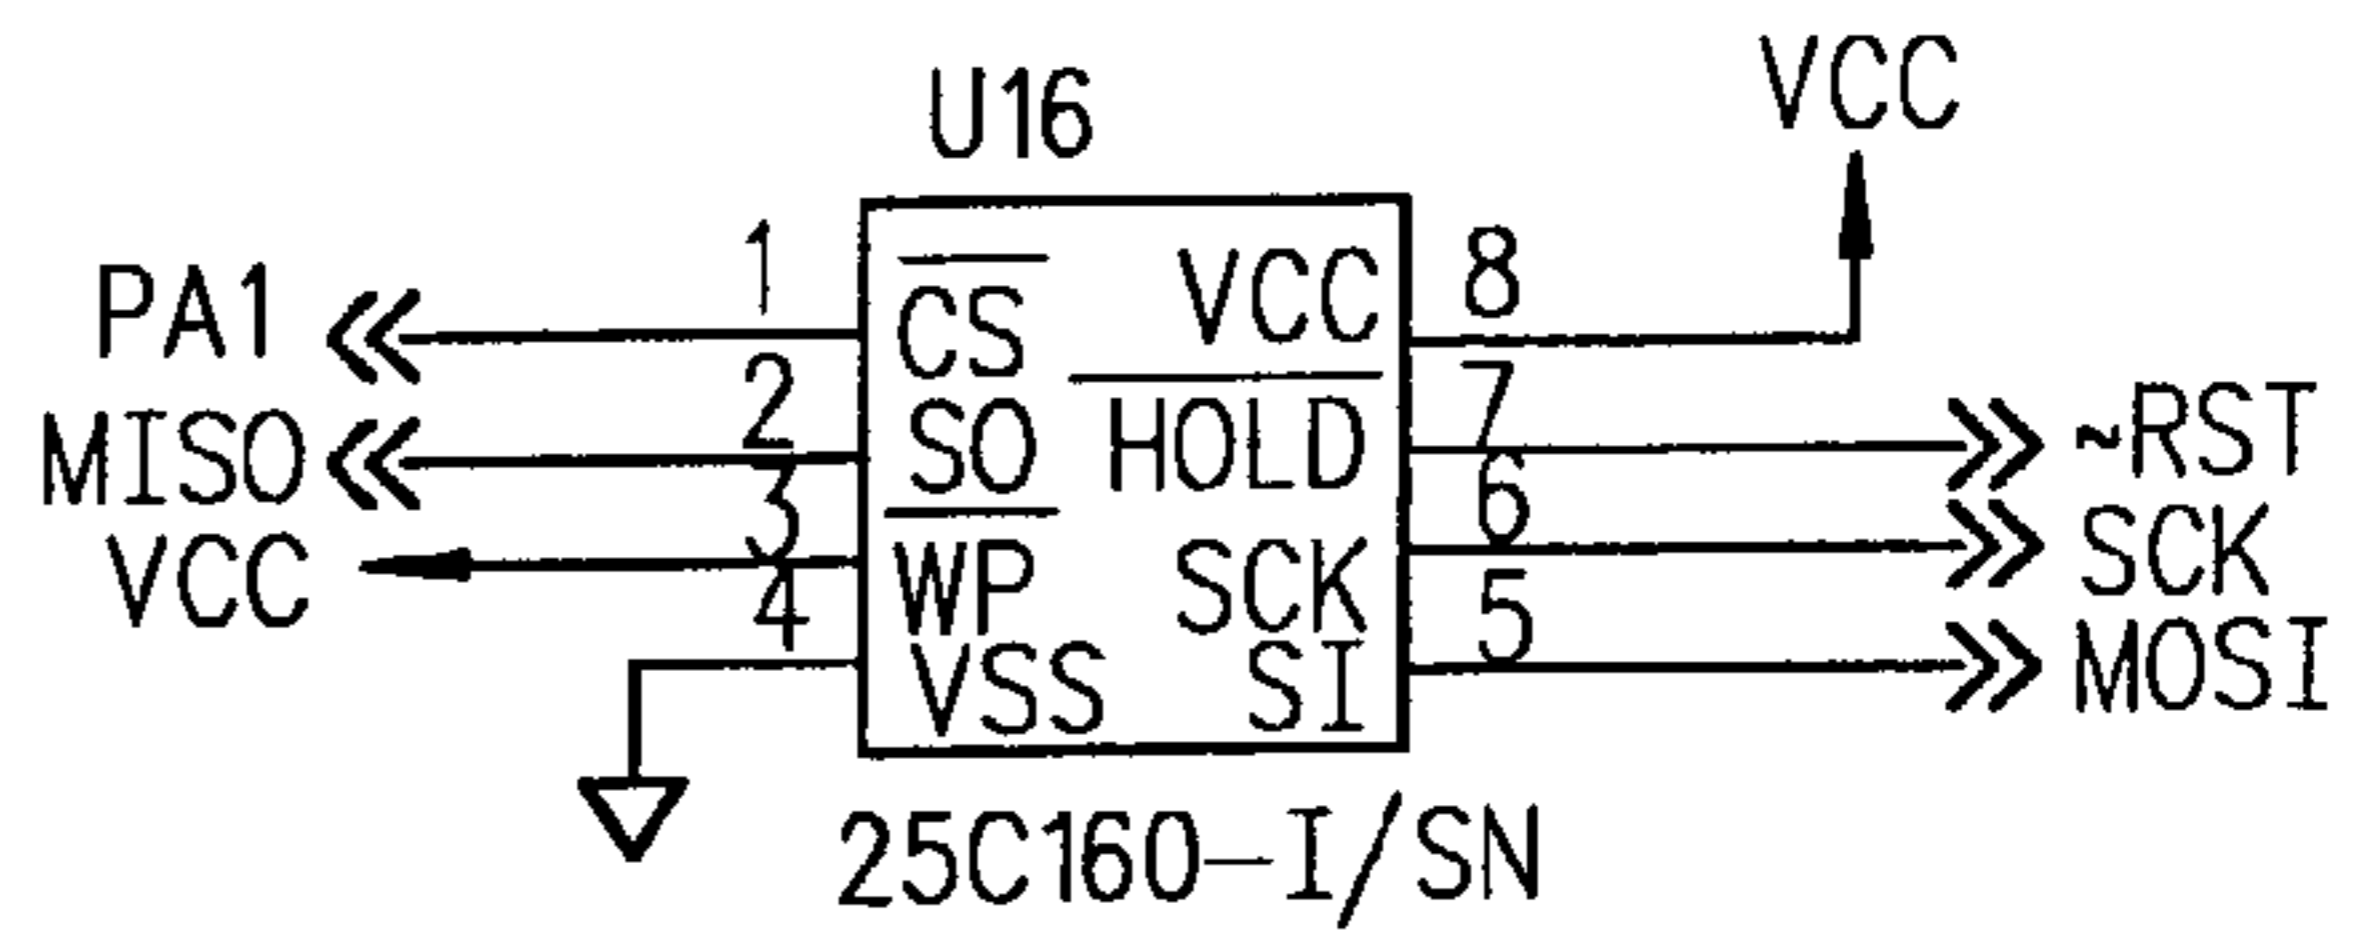 U16
VCC
1
8
PA1
CS
VCC
2
7
MISO
SO
HOLD
~RST
3
6
VCC
WP
SCK
SCK
4
5
VSS
SI
MOSI
25C160-I/SN